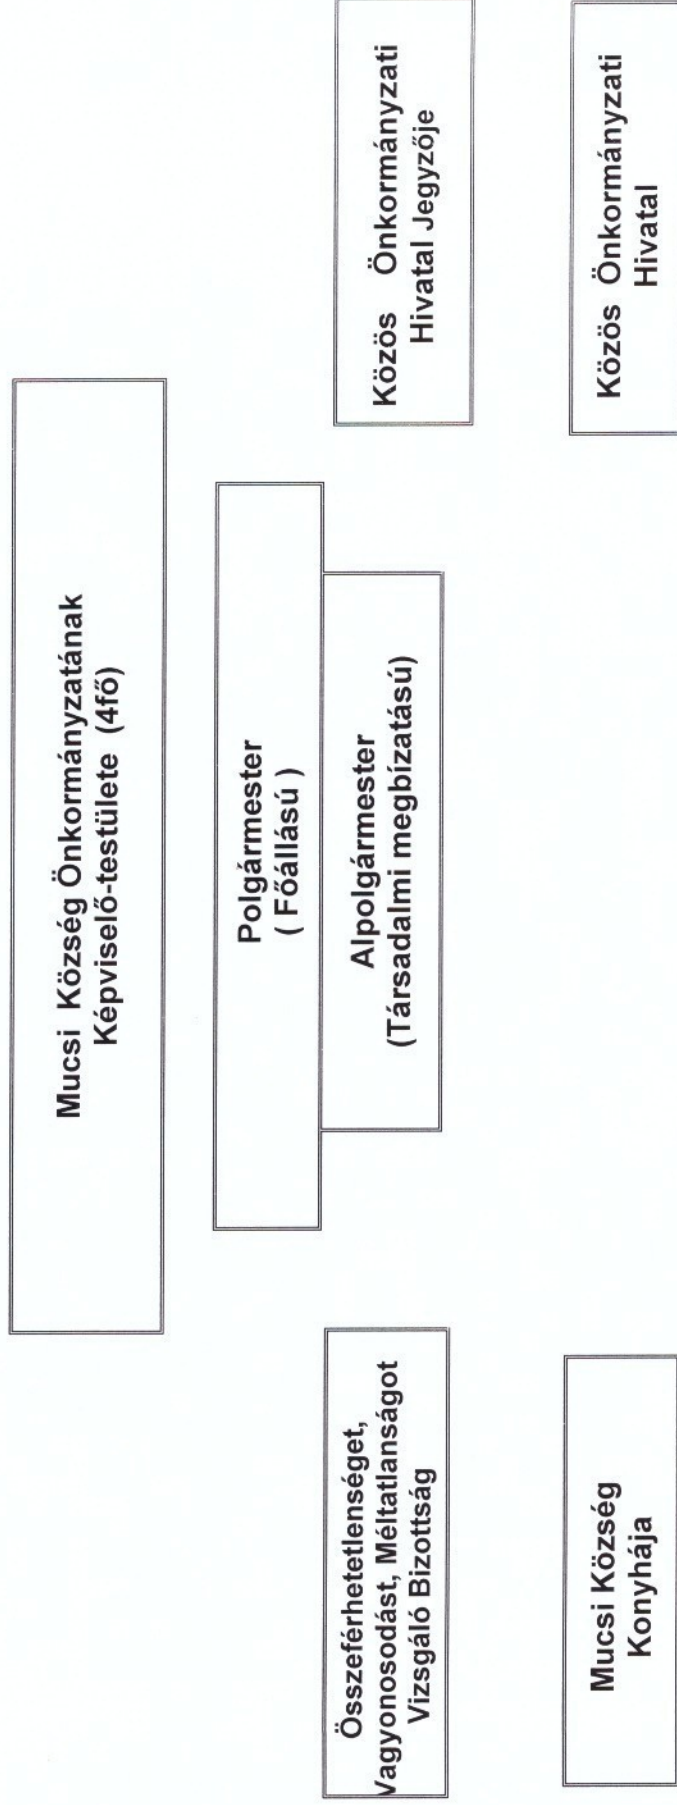 Mucsi Község Önkormányzatának
Képviselő-testülete (4fő)
Polgármester
( Főállású )
Alpolgármester
(Társadalmi megbízatású)
Összeférhetetlenséget,
Vagyonosodást, Méltatlanságot
Vizsgáló Bizottság
Közös Önkormányzati
Hivatal Jegyzője
Mucsi Község
Konyhája
Közös Önkormányzati
Hivatal